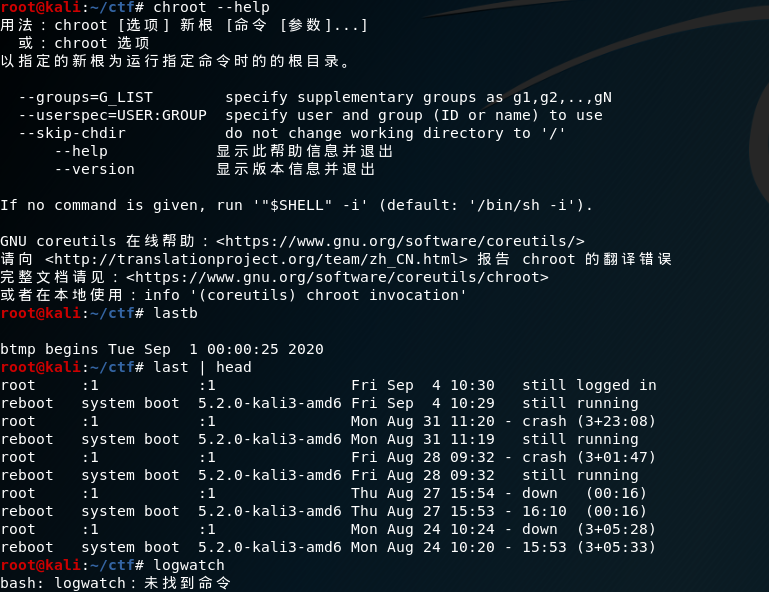 root@kali:~/ctf# chroot --help
用法：chroot [选项] 新根 [命令 [参数]...]
　或：chroot 选项
以指定的新根为运行指定命令时的的根目录。

  --groups=G_LIST        specify supplementary groups as g1,g2,..,gN
  --userspec=USER:GROUP  specify user and group (ID or name) to use
  --skip-chdir           do not change working directory to '/'
      --help		显示此帮助信息并退出
      --version		显示版本信息并退出

If no command is given, run '"$SHELL" -i' (default: '/bin/sh -i').

GNU coreutils 在线帮助：<https://www.gnu.org/software/coreutils/>
请向 <http://translationproject.org/team/zh_CN.html> 报告 chroot 的翻译错误
完整文档请见：<https://www.gnu.org/software/coreutils/chroot>
或者在本地使用：info '(coreutils) chroot invocation'
root@kali:~/ctf# lastb

btmp begins Tue Sep  1 00:00:25 2020
root@kali:~/ctf# last | head
root     :1           :1               Fri Sep  4 10:30   still logged in
reboot   system boot  5.2.0-kali3-amd6 Fri Sep  4 10:29   still running
root     :1           :1               Mon Aug 31 11:20 - crash (3+23:08)
reboot   system boot  5.2.0-kali3-amd6 Mon Aug 31 11:19   still running
root     :1           :1               Fri Aug 28 09:32 - crash (3+01:47)
reboot   system boot  5.2.0-kali3-amd6 Fri Aug 28 09:32   still running
root     :1           :1               Thu Aug 27 15:54 - down   (00:16)
reboot   system boot  5.2.0-kali3-amd6 Thu Aug 27 15:53 - 16:10  (00:16)
root     :1           :1               Mon Aug 24 10:24 - down  (3+05:28)
reboot   system boot  5.2.0-kali3-amd6 Mon Aug 24 10:20 - 15:53 (3+05:33)
root@kali:~/ctf# logwatch
bash: logwatch：未找到命令